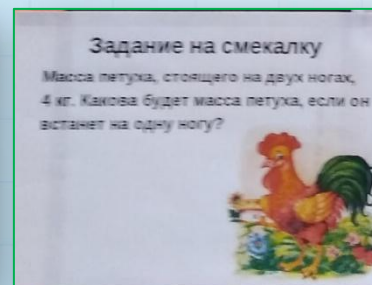 Задание на смекалку
Масса петуха, стоящего на двух ногах,
4 кг. Какова будет масса петуха, если он
встанет на одну ногу?